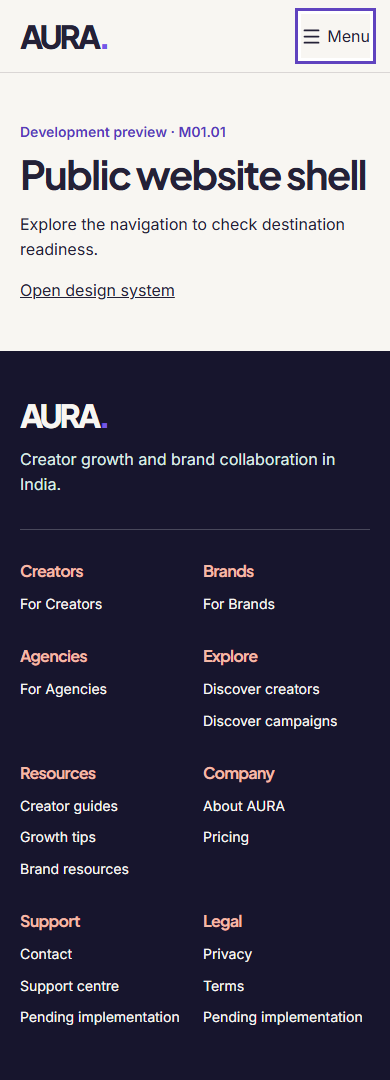 AURA.
Menu
Development preview · M01.01
Public website shell
Explore the navigation to check destination
readiness.
Open design system
AURA.
Creator growth and brand collaboration in
India.
Creators
For Creators
Brands
For Brands
Agencies
For Agencies
Explore
Discover creators
Discover campaigns
Resources
Creator guides
Growth tips
Brand resources
Company
About AURA
Pricing
Support
Contact
Support centre
Pending implementation
Legal
Privacy
Terms
Pending implementation